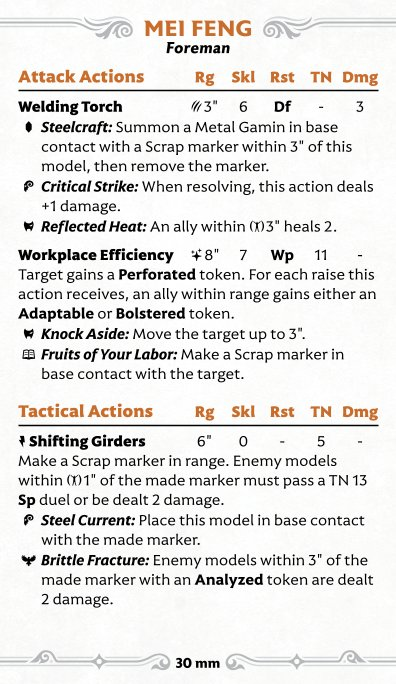 MEI FENG
Foreman
Attack Actions Rg Skl Rst TN Dmg
Welding Torch 3" 6 Df - 3
Steelcraft: Summon a Metal Gamin in base
contact with a Scrap marker within 3" of this
model, then remove the marker.
Critical Strike: When resolving, this action deals
+1 damage.
Reflected Heat: An ally within 3" heals 2.
Workplace Efficiency 8" 7 Wp 11 -
Target gains a Perforated token. For each raise this
action receives, an ally within range gains either an
Adaptable or Bolstered token.
Knock Aside: Move the target up to 3".
Fruits of Your Labor: Make a Scrap marker in
base contact with the target.
Tactical Actions Rg Skl Rst TN Dmg
Shifting Girders 6" 0 - 5 -
Make a Scrap marker in range. Enemy models
within 1" of the made marker must pass a TN 13
Sp duel or be dealt 2 damage.
Steel Current: Place this model in base contact
with the made marker.
Brittle Fracture: Enemy models within 3" of the
made marker with an Analyzed token are dealt
2 damage.
30 mm